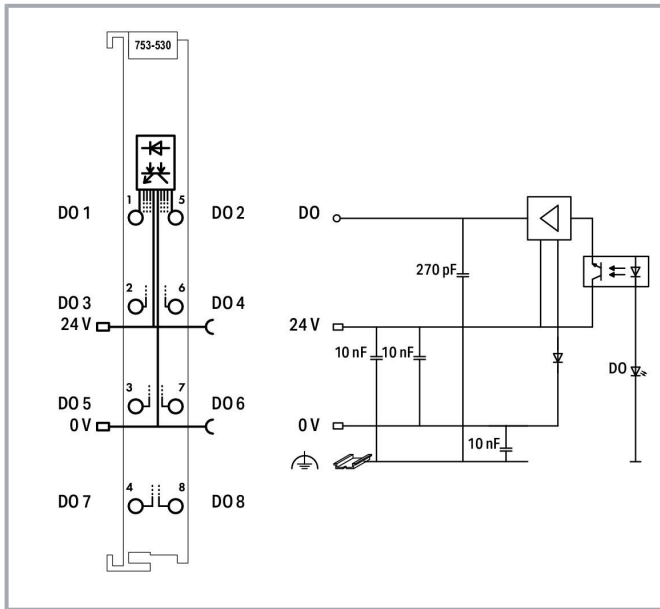 753-530
1 5
DO 1 DO 2
2 6
DO 3 DO 4
24 V
3 7
DO 5 DO 6
0 V
4 8
DO 7 DO 8
DO
270 pF
24 V
10 nF 10 nF
DO
0 V
10 nF